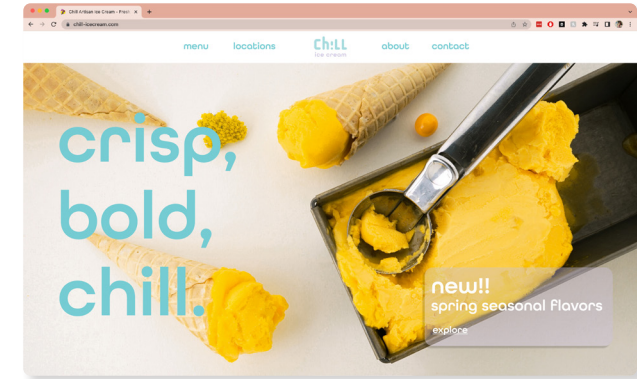 Chill Artisan Ice Cream - Fresh
chill-icecream.com
menu
locations
Ch!LL
ice cream
about
contact
crisp,
bold,
chill.
new!!
spring seasonal flavors
explore